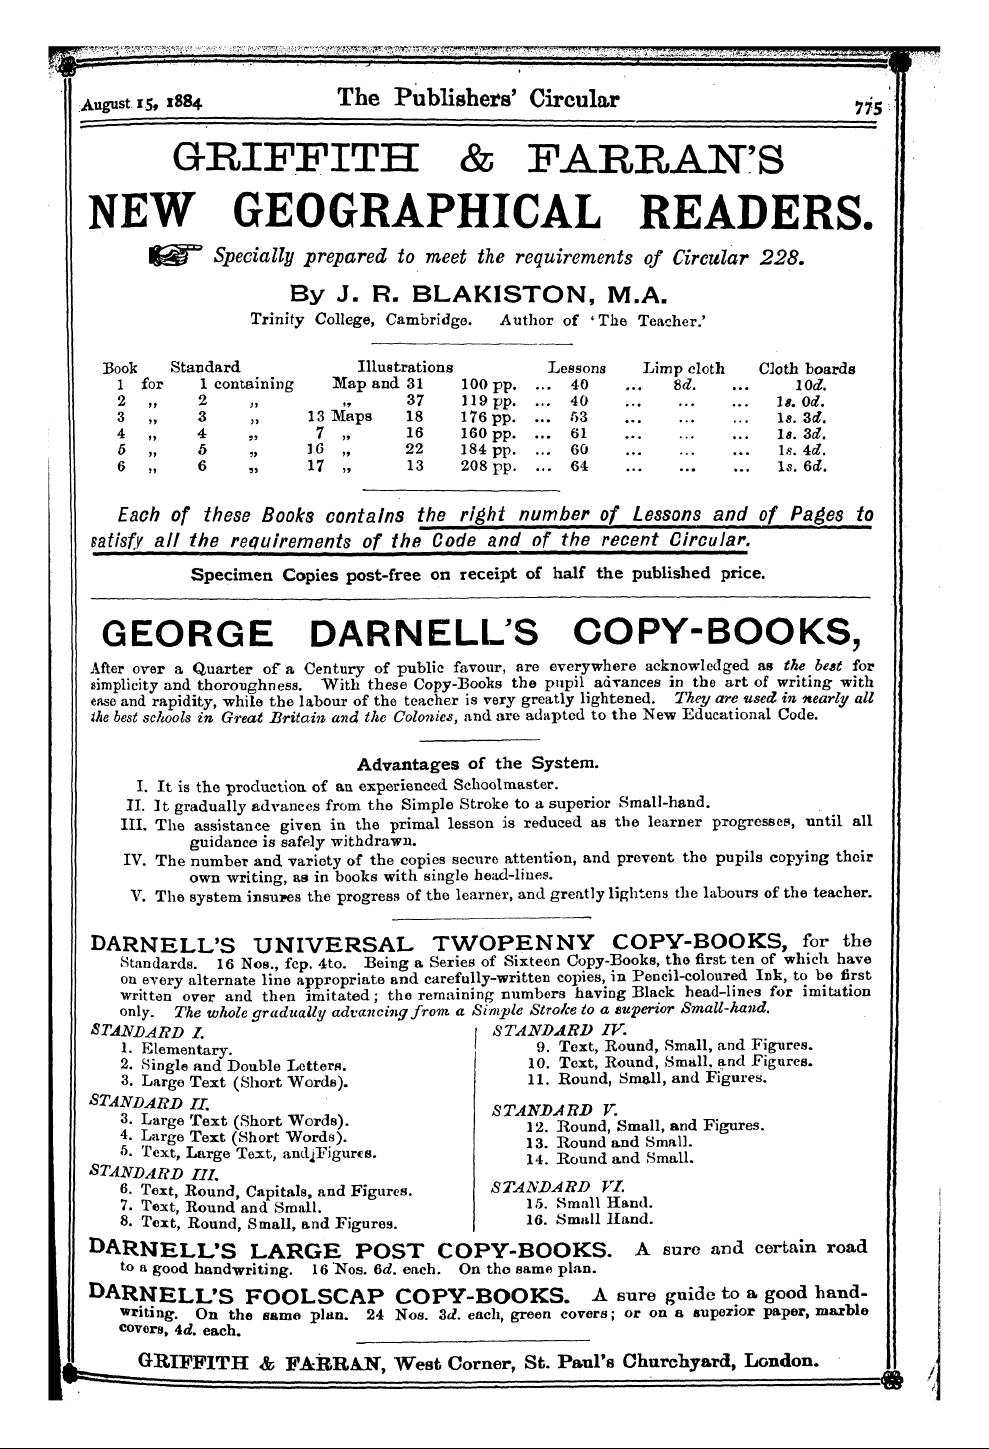 August 15, 1884 The Publishers' Circular 775
GRIFFITH & FARRAN'S
NEW GEOGRAPHICAL READERS.
Specially prepared to meet the requirements of Circular 228.
By J. R. BLAKISTON, M.A.
Trinity College, Cambridge. Author of 'The Teacher.'
Book Standard Illustrations Lessons Limp cloth Cloth boards
1 for 1 containing Map and 31 100 pp. ... 40 ... 8d. ... 10d.
2 ,, 2 ,, ,, 37 119 pp. ... 40 ... ... ... 1s. 0d.
3 ,, 3 ,, 13 Maps 18 176 pp. ... 53 ... ... ... 1s. 3d.
4 ,, 4 ,, 7 ,, 16 160 pp. ... 61 ... ... ... 1s. 3d.
5 ,, 5 ,, 16 ,, 22 184 pp. ... 60 ... ... ... 1s. 4d.
6 ,, 6 ,, 17 ,, 13 208 pp. ... 64 ... ... ... 1s. 6d.
Each of these Books contains the right number of Lessons and of Pages to
satisfy all the requirements of the Code and of the recent Circular.
Specimen Copies post-free on receipt of half the published price.
GEORGE DARNELL'S COPY-BOOKS,
After over a Quarter of a Century of public favour, are everywhere acknowledged as the best for
simplicity and thoroughness. With these Copy-Books the pupil advances in the art of writing with
ease and rapidity, while the labour of the teacher is very greatly lightened. They are used in nearly all
the best schools in Great Britain and the Colonies, and are adapted to the New Educational Code.
Advantages of the System.
I. It is the production of an experienced Schoolmaster.
II. It gradually advances from the Simple Stroke to a superior Small-hand.
III. The assistance given in the primal lesson is reduced as the learner progresses, until all
guidance is safely withdrawn.
IV. The number and variety of the copies secure attention, and prevent the pupils copying their
own writing, as in books with single head-lines.
V. The system insures the progress of the learner, and greatly lightens the labours of the teacher.
DARNELL'S UNIVERSAL TWOPENNY COPY-BOOKS, for the
Standards. 16 Nos., fcp. 4to. Being a Series of Sixteen Copy-Books, the first ten of which have
on every alternate line appropriate and carefully-written copies, in Pencil-coloured Ink, to be first
written over and then imitated; the remaining numbers having Black head-lines for imitation
only. The whole gradually advancing from a Simple Stroke to a superior Small-hand.
STANDARD I.
1. Elementary.
2. Single and Double Letters.
3. Large Text (Short Words).
STANDARD II.
3. Large Text (Short Words).
4. Large Text (Short Words).
5. Text, Large Text, and Figures.
STANDARD III.
6. Text, Round, Capitals, and Figures.
7. Text, Round and Small.
8. Text, Round, Small, and Figures.
STANDARD IV.
9. Text, Round, Small, and Figures.
10. Text, Round, Small, and Figures.
11. Round, Small, and Figures.
STANDARD V.
12. Round, Small, and Figures.
13. Round and Small.
14. Round and Small.
STANDARD VI.
15. Small Hand.
16. Small Hand.
DARNELL'S LARGE POST COPY-BOOKS. A sure and certain road
to a good handwriting. 16 Nos. 6d. each. On the same plan.
DARNELL'S FOOLSCAP COPY-BOOKS. A sure guide to a good hand-
writing. On the same plan. 24 Nos. 3d. each, green covers; or on a superior paper, marble
covers, 4d. each.
GRIFFITH & FARRAN, West Corner, St. Paul's Churchyard, London.